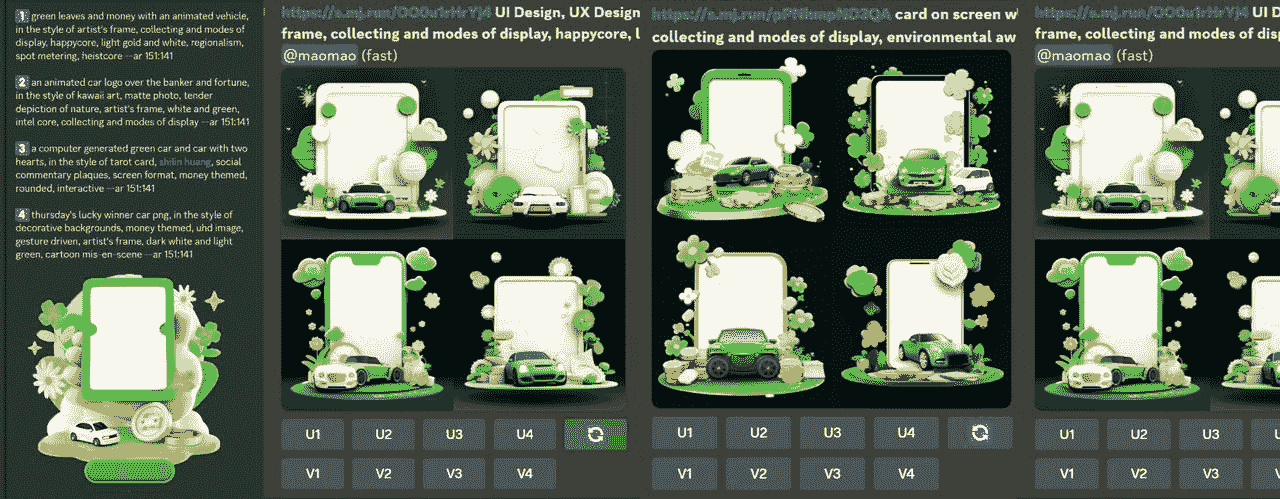 1 green leaves and money with an animated vehicle,
in the style of artist's frame, collecting and modes of
display, happycore, light gold and white, regionalism,
spot metering, heistcore --ar 151:141
2 an animated car logo over the banker and fortune,
in the style of kawaii art, matte photo, tender
depiction of nature, artist's frame, white and green,
intel core, collecting and modes of display --ar 151:141
3 a computer generated green car and car with two
hearts, in the style of tarot card, shilin huang, social
commentary plaques, screen format, money themed,
rounded, interactive --ar 151:141
4 thursday's lucky winner car png, in the style of
decorative backgrounds, money themed, uhd image,
gesture driven, artist's frame, dark white and light
green, cartoon mis-en-scene --ar 151:141
UI Design, UX Design
frame, collecting and modes of display, happycore, l
@maomao (fast)
U1 U2 U3 U4
V1 V2 V3 V4
card on screen w
collecting and modes of display, environmental aw
U1 U2 U3 U4
V1 V2 V3 V4
UI D
frame, collecting and modes of disp
@maomao (fast)
U1 U2 U3
V1 V2 V3